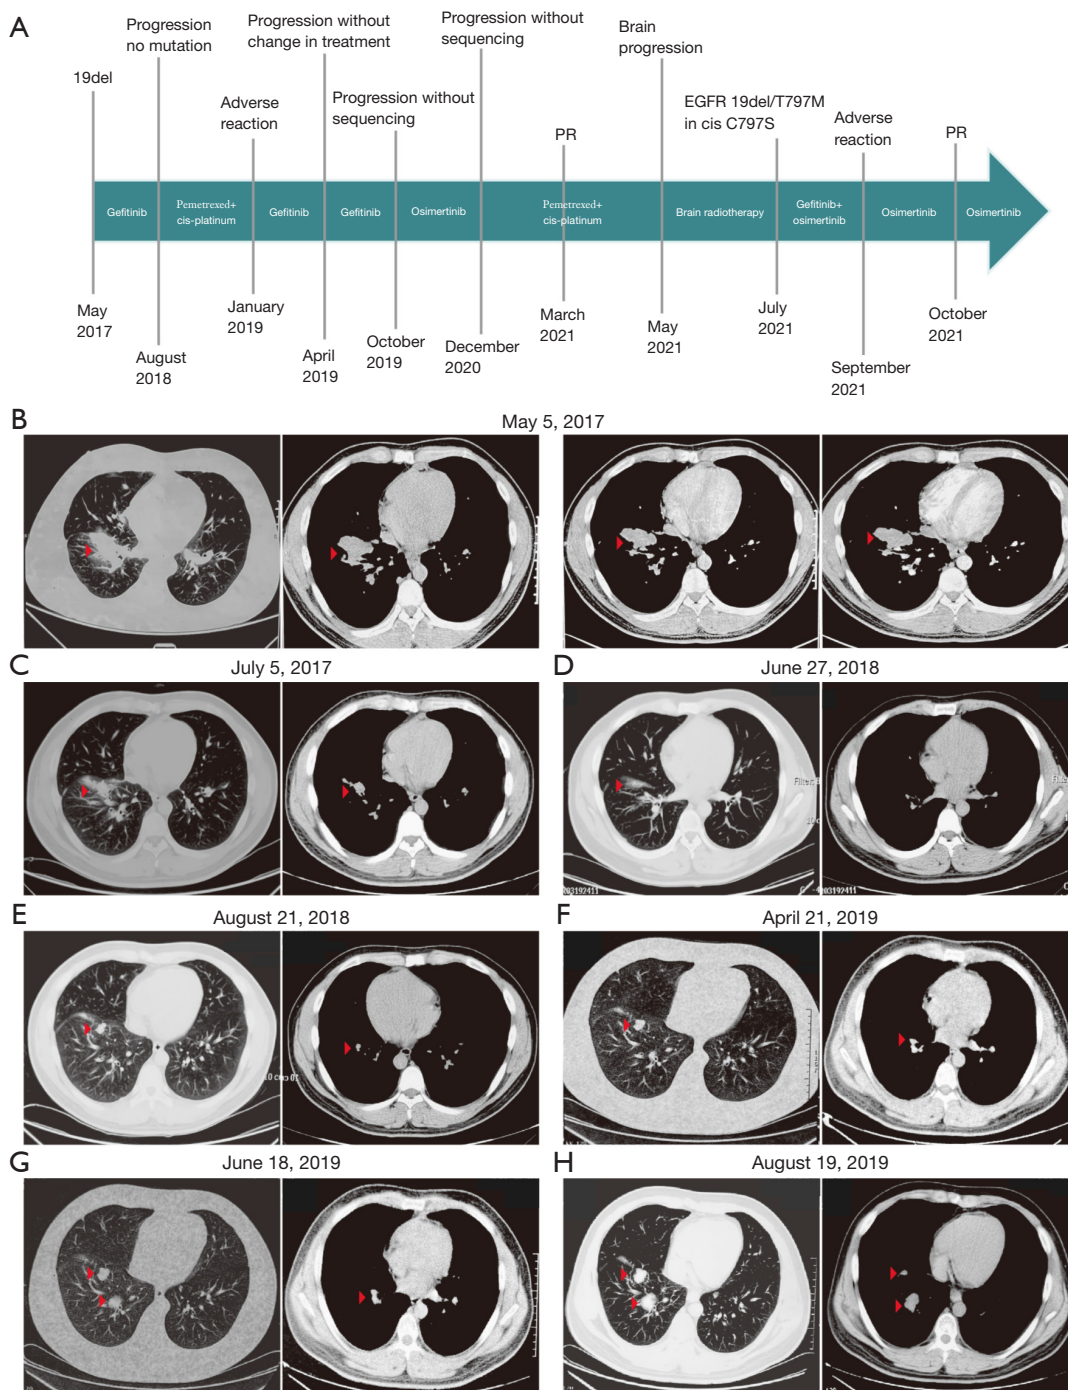 A
Progression
no mutation
Progression without
change in treatment
Progression without
sequencing
Brain
progression
19del
Adverse
reaction
Progression without
sequencing
PR
EGFR 19del/T797M
in cis C797S
Adverse
reaction
PR
Gefitinib
Pemetrexed+
cis-platinum
Gefitinib
Gefitinib
Osimertinib
Pemetrexed+
cis-platinum
Brain radiotherapy
Gefitinib+
osimertinib
Osimertinib
Osimertinib
May
2017
August
2018
January
2019
April
2019
October
2019
December
2020
March
2021
May
2021
July
2021
September
2021
October
2021
B
May 5, 2017
C
July 5, 2017
D
June 27, 2018
Filter,
03192411
03192411
E
August 21, 2018
F
April 21, 2019
G
June 18, 2019
H
August 19, 2019